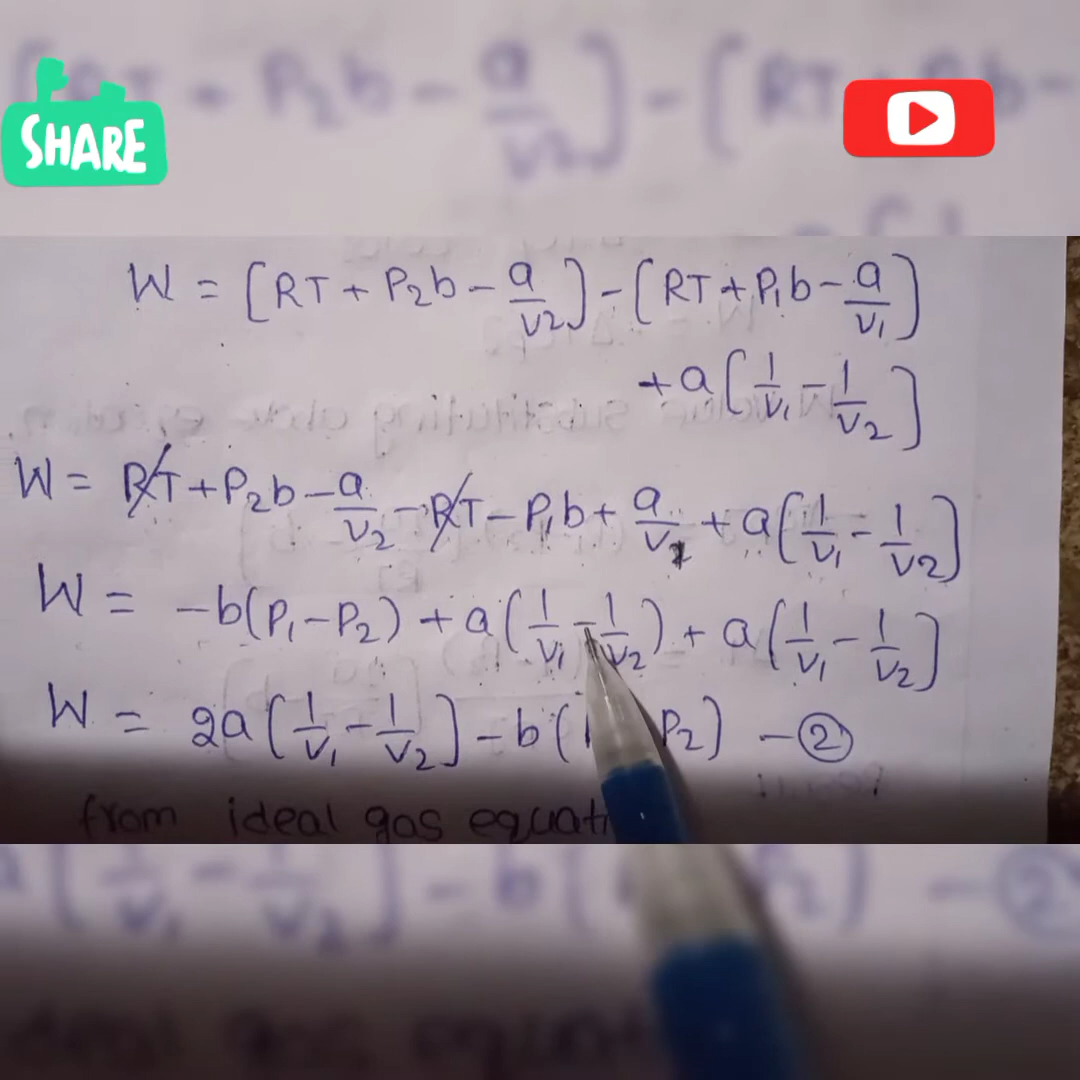 SHARE
W = [RT + P₂b - a/v₂] - [RT + P₁b - a/v₁]
+ a[1/v₁ - 1/v₂]
W = RT + P₂b - a/v₂ - RT - P₁b + a/v₁ + a[1/v₁ - 1/v₂]
W = -b(P₁-P₂) + a(1/v₁ - 1/v₂) + a[1/v₁ - 1/v₂]
W = 2a[1/v₁ - 1/v₂] - b( P₂) - ②
from ideal gas